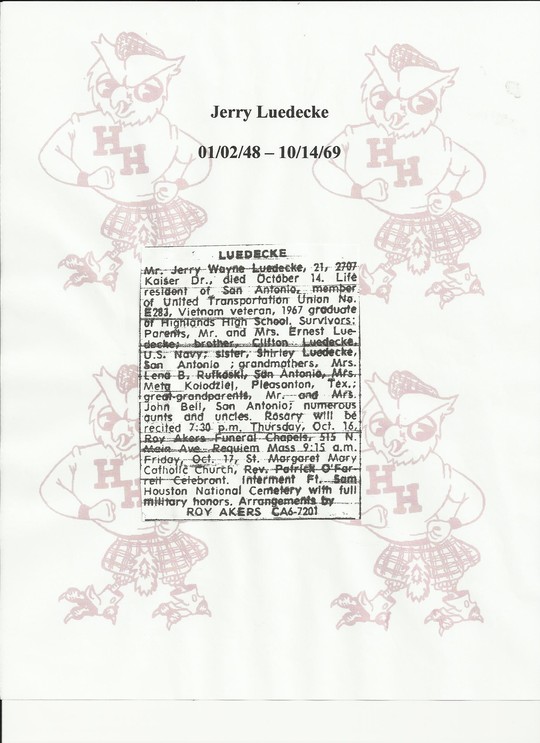 Jerry Luedecke
01/02/48 – 10/14/69
H H
H H
LUEDECKE
Mr. Jerry Wayne Luedecke, 21, 2707
Kaiser Dr., died October 14. Life
resident of San Antonio, member
of United Transportation Union No.
E283, Vietnam veteran, 1967 graduate
of Highlands High School. Survivors:
Parents, Mr. and Mrs. Ernest Lue-
decke; brother, Clifton Luedecke,
U.S. Navy; sister, Shirley Luedecke,
San Antonio ; grandmothers, Mrs.
Lena B. Rutkoski, San Antonio, Mrs.
Meta Kolodziej, Pleasanton, Tex.;
great-grandparents, Mr. and Mrs.
John Bell, San Antonio; numerous
aunts and uncles. Rosary will be
recited 7:30 p.m. Thursday, Oct. 16,
Roy Akers Funeral Chapels, 515 N.
Main Ave. Requiem Mass 9:15 a.m.
Friday, Oct. 17, St. Margaret Mary
Catholic Church, Rev. Patrick O'Far-
rell Celebrant. Interment Ft. Sam
Houston National Cemetery with full
military honors. Arrangements by
ROY AKERS CA6-7201
H H
H H